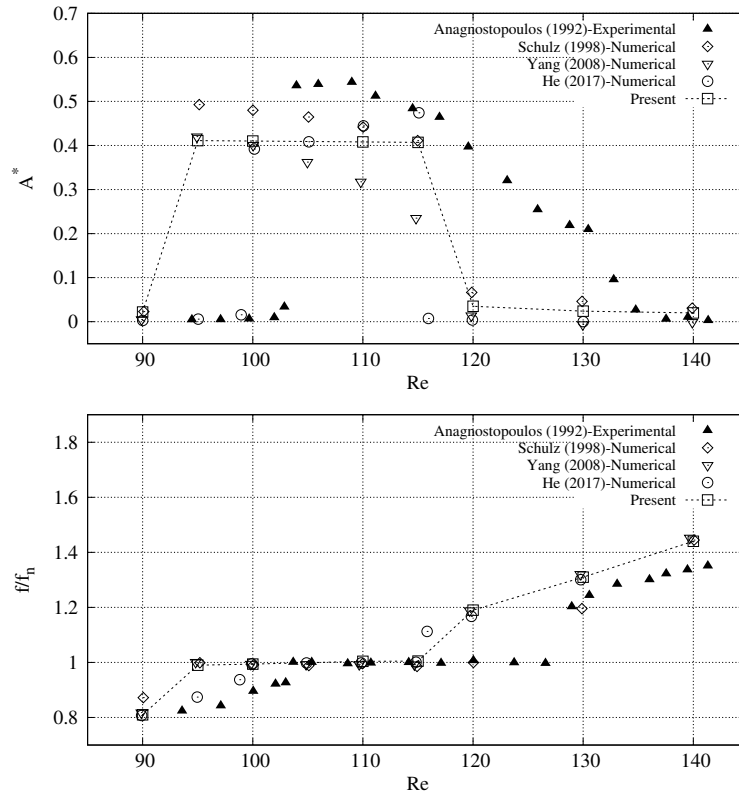 0.7
0.6
0.5
0.4
0.3
0.2
0.1
0
A*
Anagnostopoulos (1992)-Experimental
Schulz (1998)-Numerical
Yang (2008)-Numerical
He (2017)-Numerical
Present
90 100 110 120 130 140
Re
1.8
1.6
1.4
1.2
1
0.8
f/fn
Anagnostopoulos (1992)-Experimental
Schulz (1998)-Numerical
Yang (2008)-Numerical
He (2017)-Numerical
Present
90 100 110 120 130 140
Re